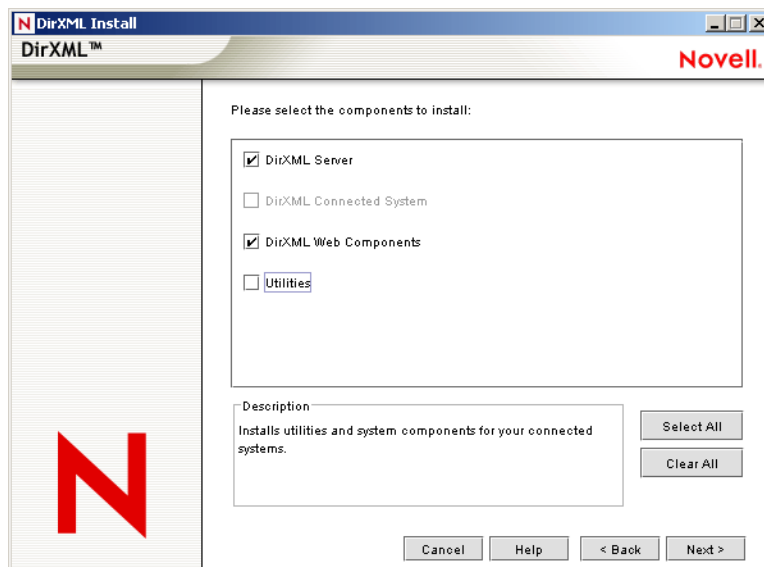 DirXML Install
DirXML™
Novell.
Please select the components to install:
DirXML Server
DirXML Connected System
DirXML Web Components
Utilities
Description
Installs utilities and system components for your connected
systems.
Select All
Clear All
Cancel
Help
< Back
Next >